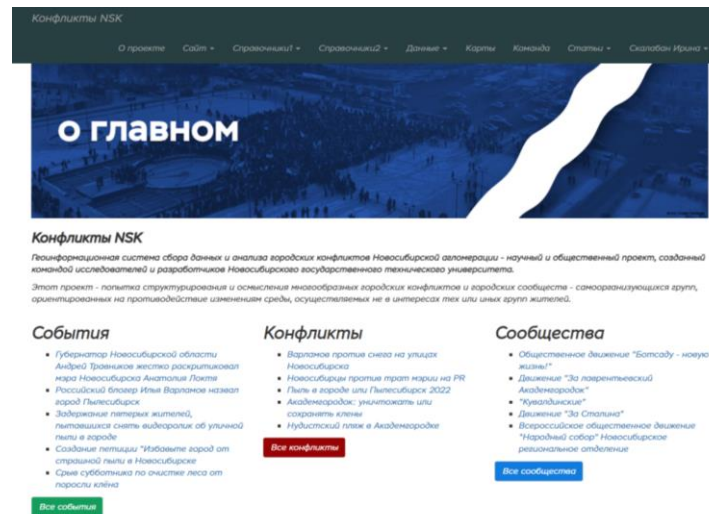 Конфликты NSK
О проекте Сайт Справочники1 Справочники2 Данные Карты Команда Статьи Скалабан Ирина
о главном
Конфликты NSK
Геоинформационная система сбора данных и анализа городских конфликтов Новосибирской агломерации - научный и общественный проект, созданный
командой исследователей и разработчиков Новосибирского государственного технического университета.
Этот проект - попытка структурирования и осмысления многообразных городских конфликтов и городских сообществ - самоорганизующихся групп,
ориентированных на противодействие изменениям среды, осуществляемых не в интересах тех или иных групп жителей.
События
Губернатор Новосибирской области
Андрей Травников жестко раскритиковал
мэра Новосибирска Анатолия Локтя
Российский блогер Илья Варламов назвал
город Пылесибирск
Задержание пятерых жителей,
пытавшихся снять видеоролик об уличной
пыли в городе
Создание петиции "Избавьте город от
страшной пыли в Новосибирске
Срыв субботника по очистке леса от
поросли клёна
Все события
Конфликты
Варламов против снега на улицах
Новосибирска
Новосибирцы против трат мэрии на PR
Пыль в городе или Пылесибирск 2022
Академгородок: уничтожать или
сохранять клены
Нудистский пляж в Академгородке
Все конфликты
Сообщества
Общественное движение "Ботсаду - новую
жизнь!"
Движение "За лаврентьевский
Академгородок"
"Кувалдинские"
Движение "За Сталина"
Всероссийское общественное движение
"Народный собор" Новосибирское
региональное отделение
Все сообщества